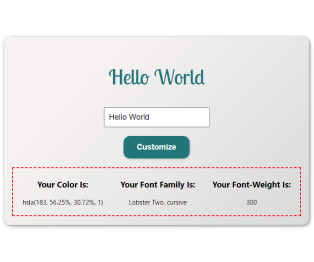 Hello World
Hello World
Customize
Your Color Is: Your Font Family Is: Your Font-Weight Is:
hsla(183, 56.25%, 30.72%, 1) Lobster Two, cursive 300